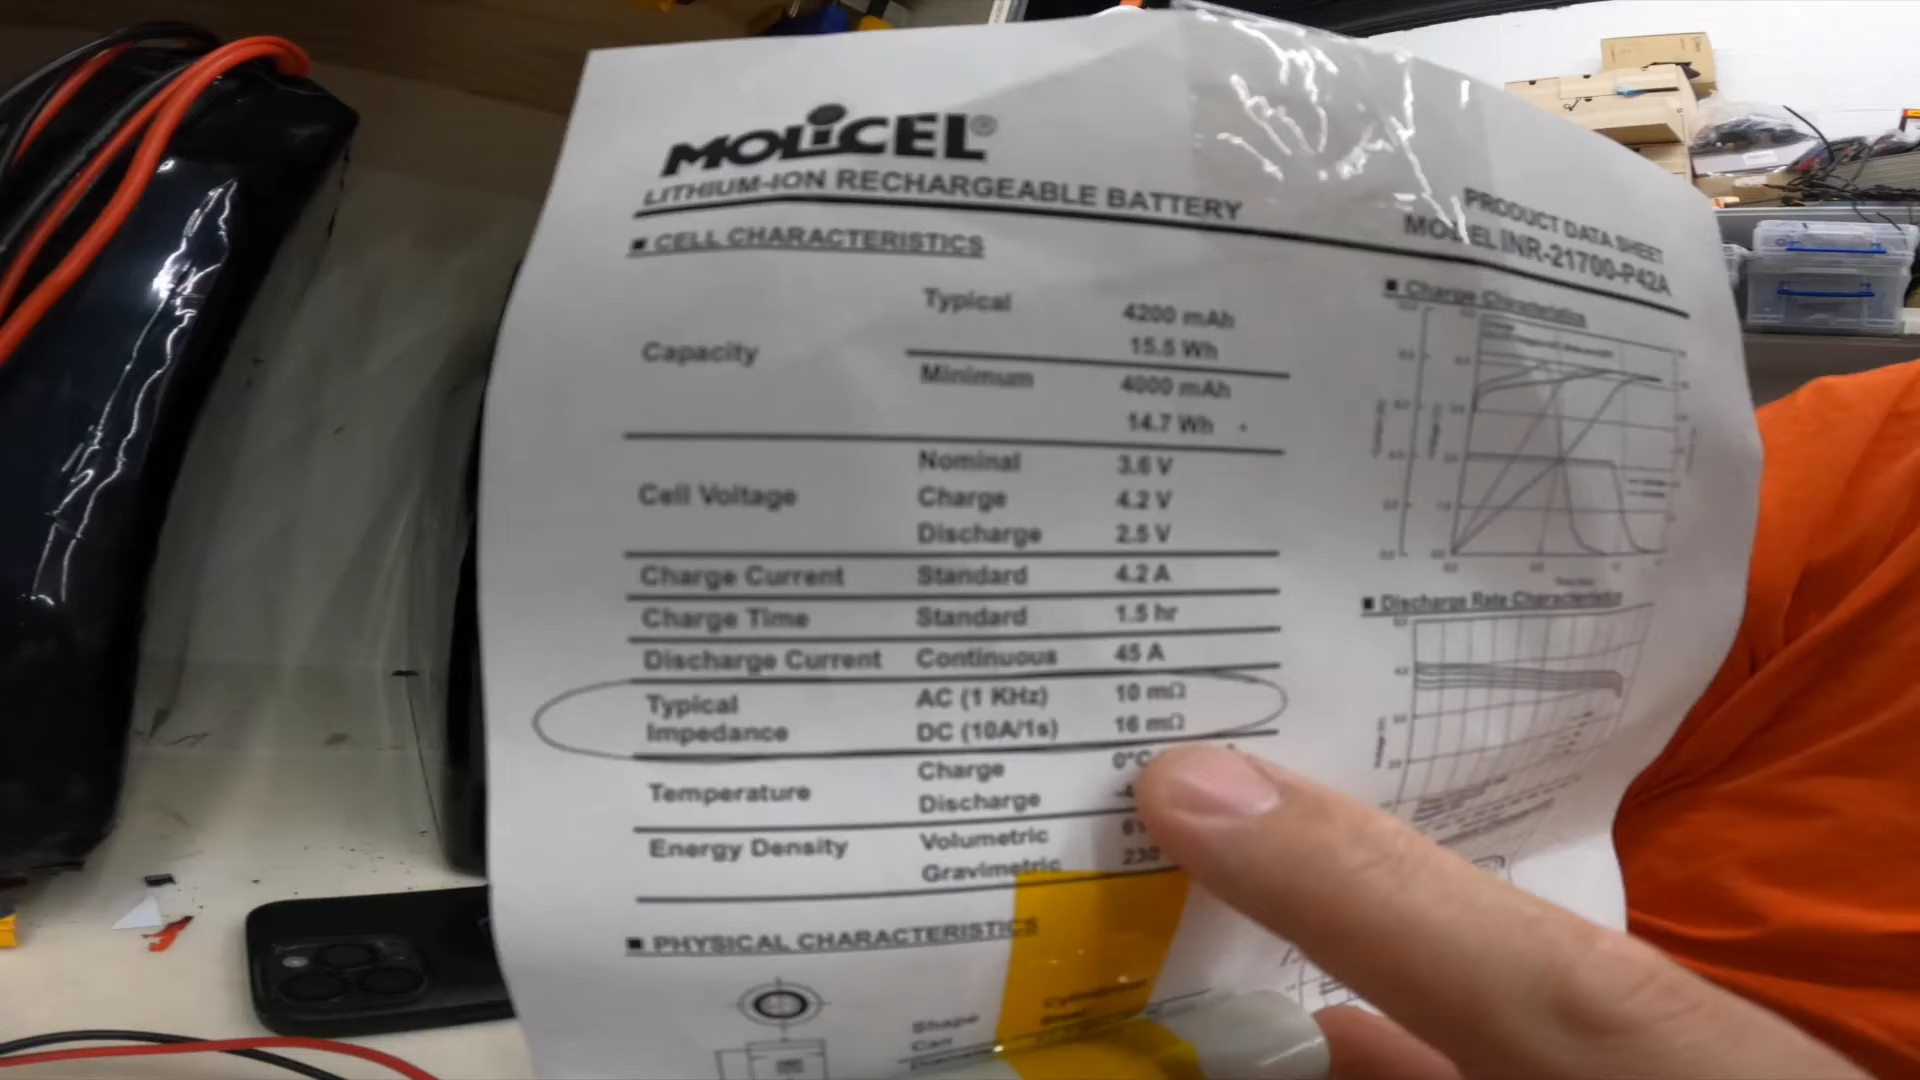 MOLiCEL®
LITHIUM-ION RECHARGEABLE BATTERY
PRODUCT DATA SHEET
MODEL INR-21700-P42A
■ CELL CHARACTERISTICS
Capacity
Typical 4200 mAh
15.5 Wh
Minimum 4000 mAh
14.7 Wh
Cell Voltage
Nominal 3.6 V
Charge 4.2 V
Discharge 2.5 V
Charge Current Standard 4.2 A
Charge Time Standard 1.5 hr
Discharge Current Continuous 45 A
Typical Impedance
AC (1 KHz) 10 mΩ
DC (10A/1s) 16 mΩ
Temperature
Charge 0°C
Discharge
Energy Density
Volumetric
Gravimetric 230
■ PHYSICAL CHARACTERISTICS
Shape
■ Charge Characteristics
■ Discharge Rate Characteristics